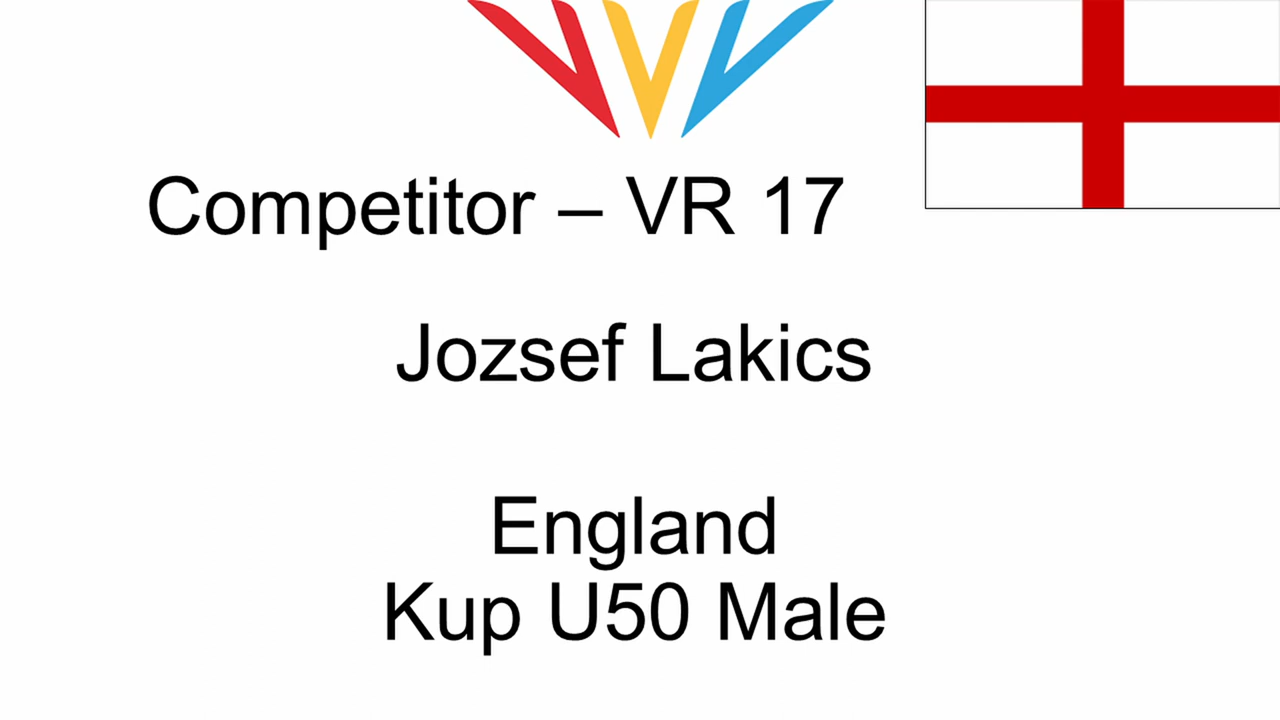 Competitor – VR 17
Jozsef Lakics
England
Kup U50 Male